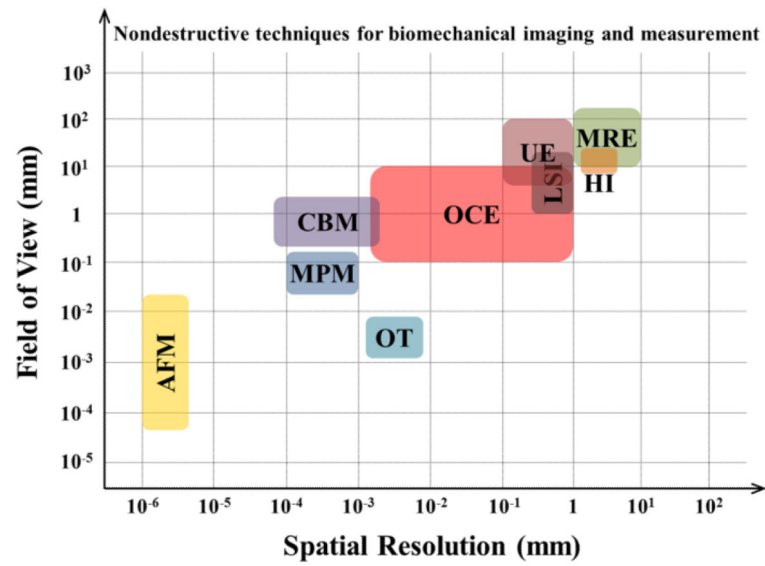 Nondestructive techniques for biomechanical imaging and measurement
Field of View (mm)
10³
10²
10¹
1
10⁻¹
10⁻²
10⁻³
10⁻⁴
10⁻⁵
UE
MRE
LSI
HI
CBM
OCE
MPM
OT
AFM
10⁻⁶
10⁻⁵
10⁻⁴
10⁻³
10⁻²
10⁻¹
1
10¹
10²
Spatial Resolution (mm)